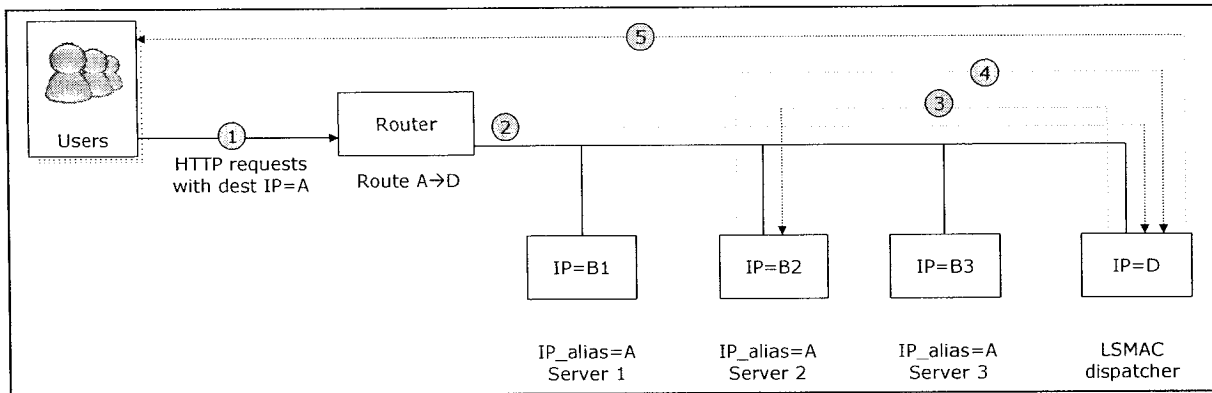 5
4
3
Users
1
Router
2
HTTP requests
with dest IP=A
Route A→D
IP=B1
IP=B2
IP=B3
IP=D
IP_alias=A
Server 1
IP_alias=A
Server 2
IP_alias=A
Server 3
LSMAC
dispatcher